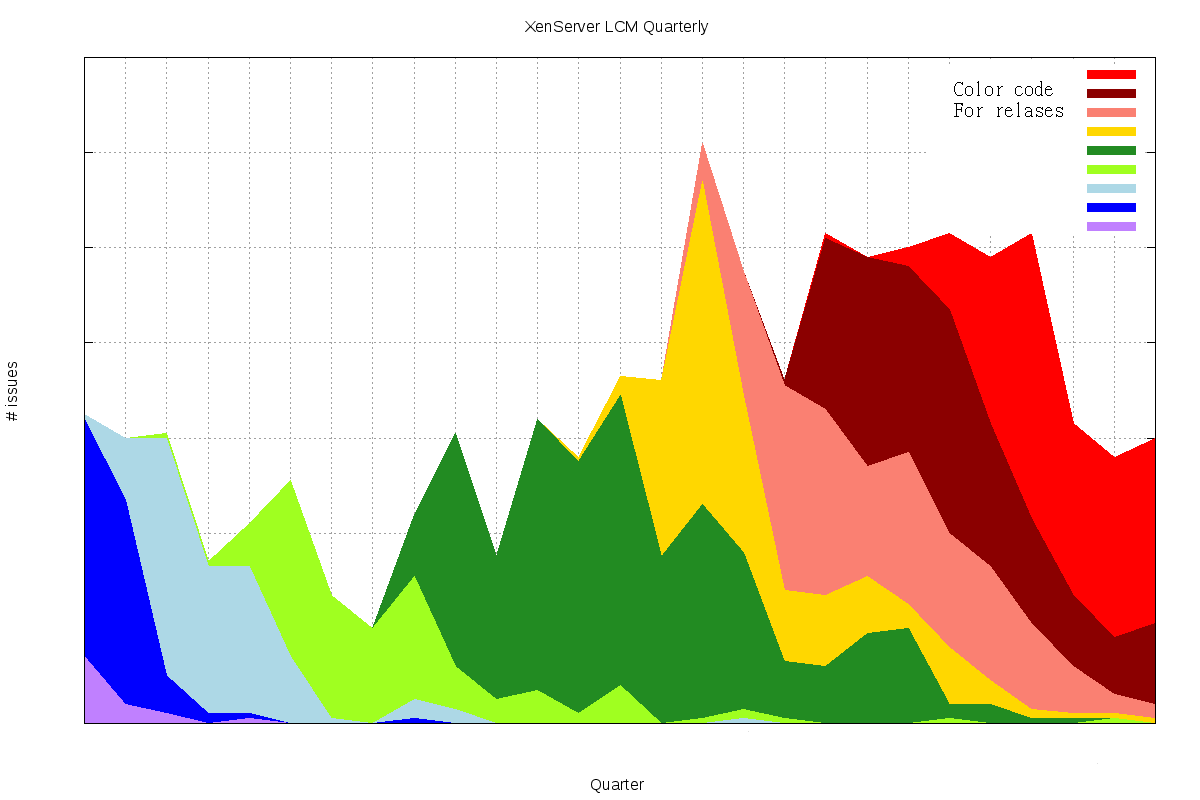 XenServer LCM Quarterly
Color code
For relases
# issues
Quarter